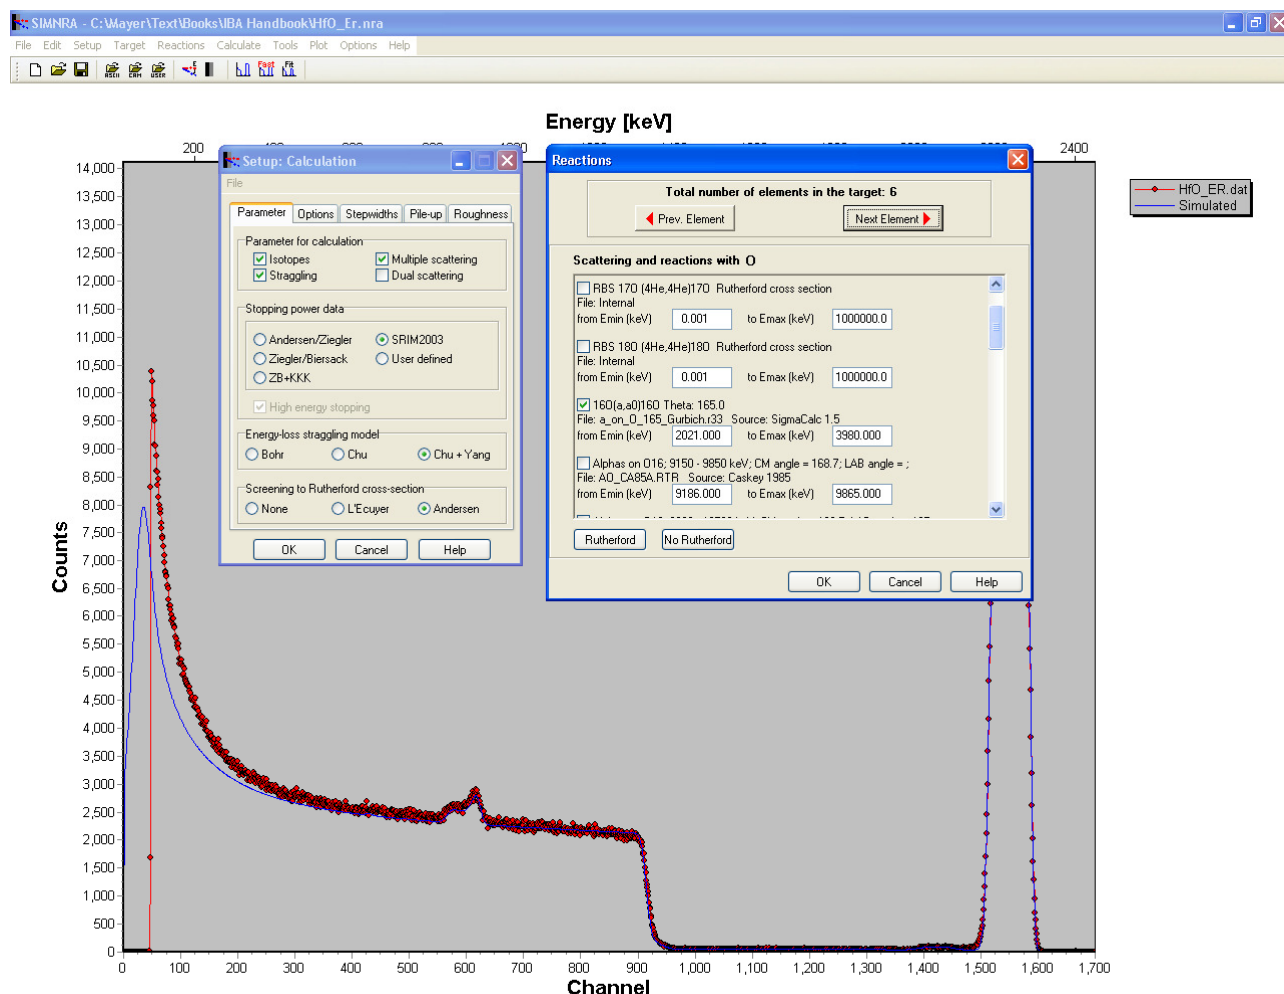 SIMNRA - C:\Mayer\Text\Books\IBA Handbook\HfO_Er.nra
File Edit Setup Target Reactions Calculate Tools Plot Options Help
ASCII CAM USER E Fast Fit
Energy [keV]
200 2400
Setup: Calculation
File
Parameter Options Stepwidths Pile-up Roughness
Parameter for calculation
Isotopes Multiple scattering
Straggling Dual scattering
Stopping power data
Andersen/Ziegler SRIM2003
Ziegler/Biersack User defined
ZB+KKK
High energy stopping
Energy-loss straggling model
Bohr Chu Chu + Yang
Screening to Rutherford cross-section
None L'Ecuyer Andersen
OK Cancel Help
Reactions
Total number of elements in the target: 6
Prev. Element Next Element
Scattering and reactions with O
RBS 17O (4He,4He)17O Rutherford cross section
File: Internal
from Emin (keV) 0.001 to Emax (keV) 1000000.0
RBS 18O (4He,4He)18O Rutherford cross section
File: Internal
from Emin (keV) 0.001 to Emax (keV) 1000000.0
16O(a,a0)16O Theta: 165.0
File: a_on_O_165_Gurbich.r33 Source: SigmaCalc 1.5
from Emin (keV) 2021.000 to Emax (keV) 3980.000
Alphas on O16; 9150 - 9850 keV; CM angle = 168.7; LAB angle = ;
File: AO_CA85A.RTR Source: Caskey 1985
from Emin (keV) 9186.000 to Emax (keV) 9865.000
Rutherford No Rutherford
OK Cancel Help
HfO_ER.dat
Simulated
Counts
14,000
13,500
13,000
12,500
12,000
11,500
11,000
10,500
10,000
9,500
9,000
8,500
8,000
7,500
7,000
6,500
6,000
5,500
5,000
4,500
4,000
3,500
3,000
2,500
2,000
1,500
1,000
500
0
0 100 200 300 400 500 600 700 800 900 1,000 1,100 1,200 1,300 1,400 1,500 1,600 1,700
Channel